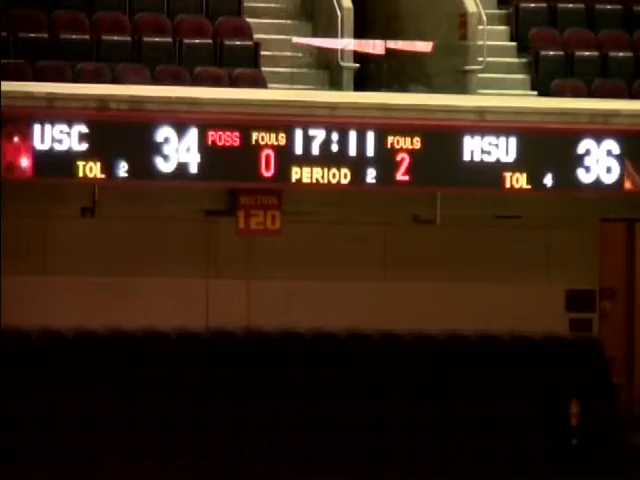 USC 34 POSS FOULS 17:11 FOULS MSU 36
TOL 2 0 PERIOD 2 2 TOL 4
SECTION
120